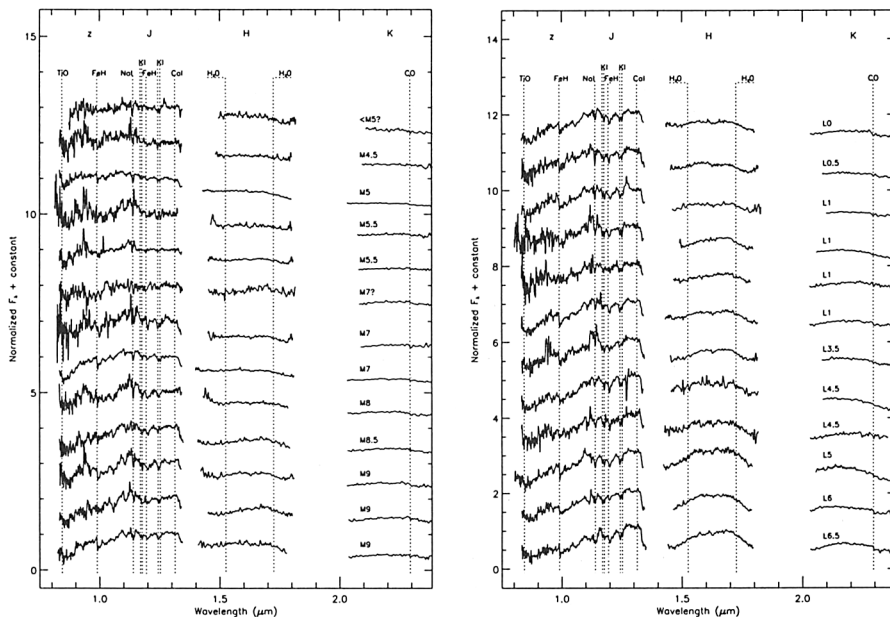 z J H K
KI KI
TiO FeH NaI FeH CaI H₂O H₂O CO
15
10
5
0
<M5?
M4.5
M5
M5.5
M5.5
M7?
M7
M7
M8
M8.5
M9
M9
M9
Normalized Fλ + constant
1.0 1.5 2.0
Wavelength (μm)
z J H K
KI KI
TiO FeH NaI FeH CaI H₂O H₂O CO
14
12
10
8
6
4
2
0
L0
L0.5
L1
L1
L1
L1
L3.5
L4.5
L4.5
L5
L6
L6.5
Normalized Fλ + constant
1.0 1.5 2.0
Wavelength (μm)